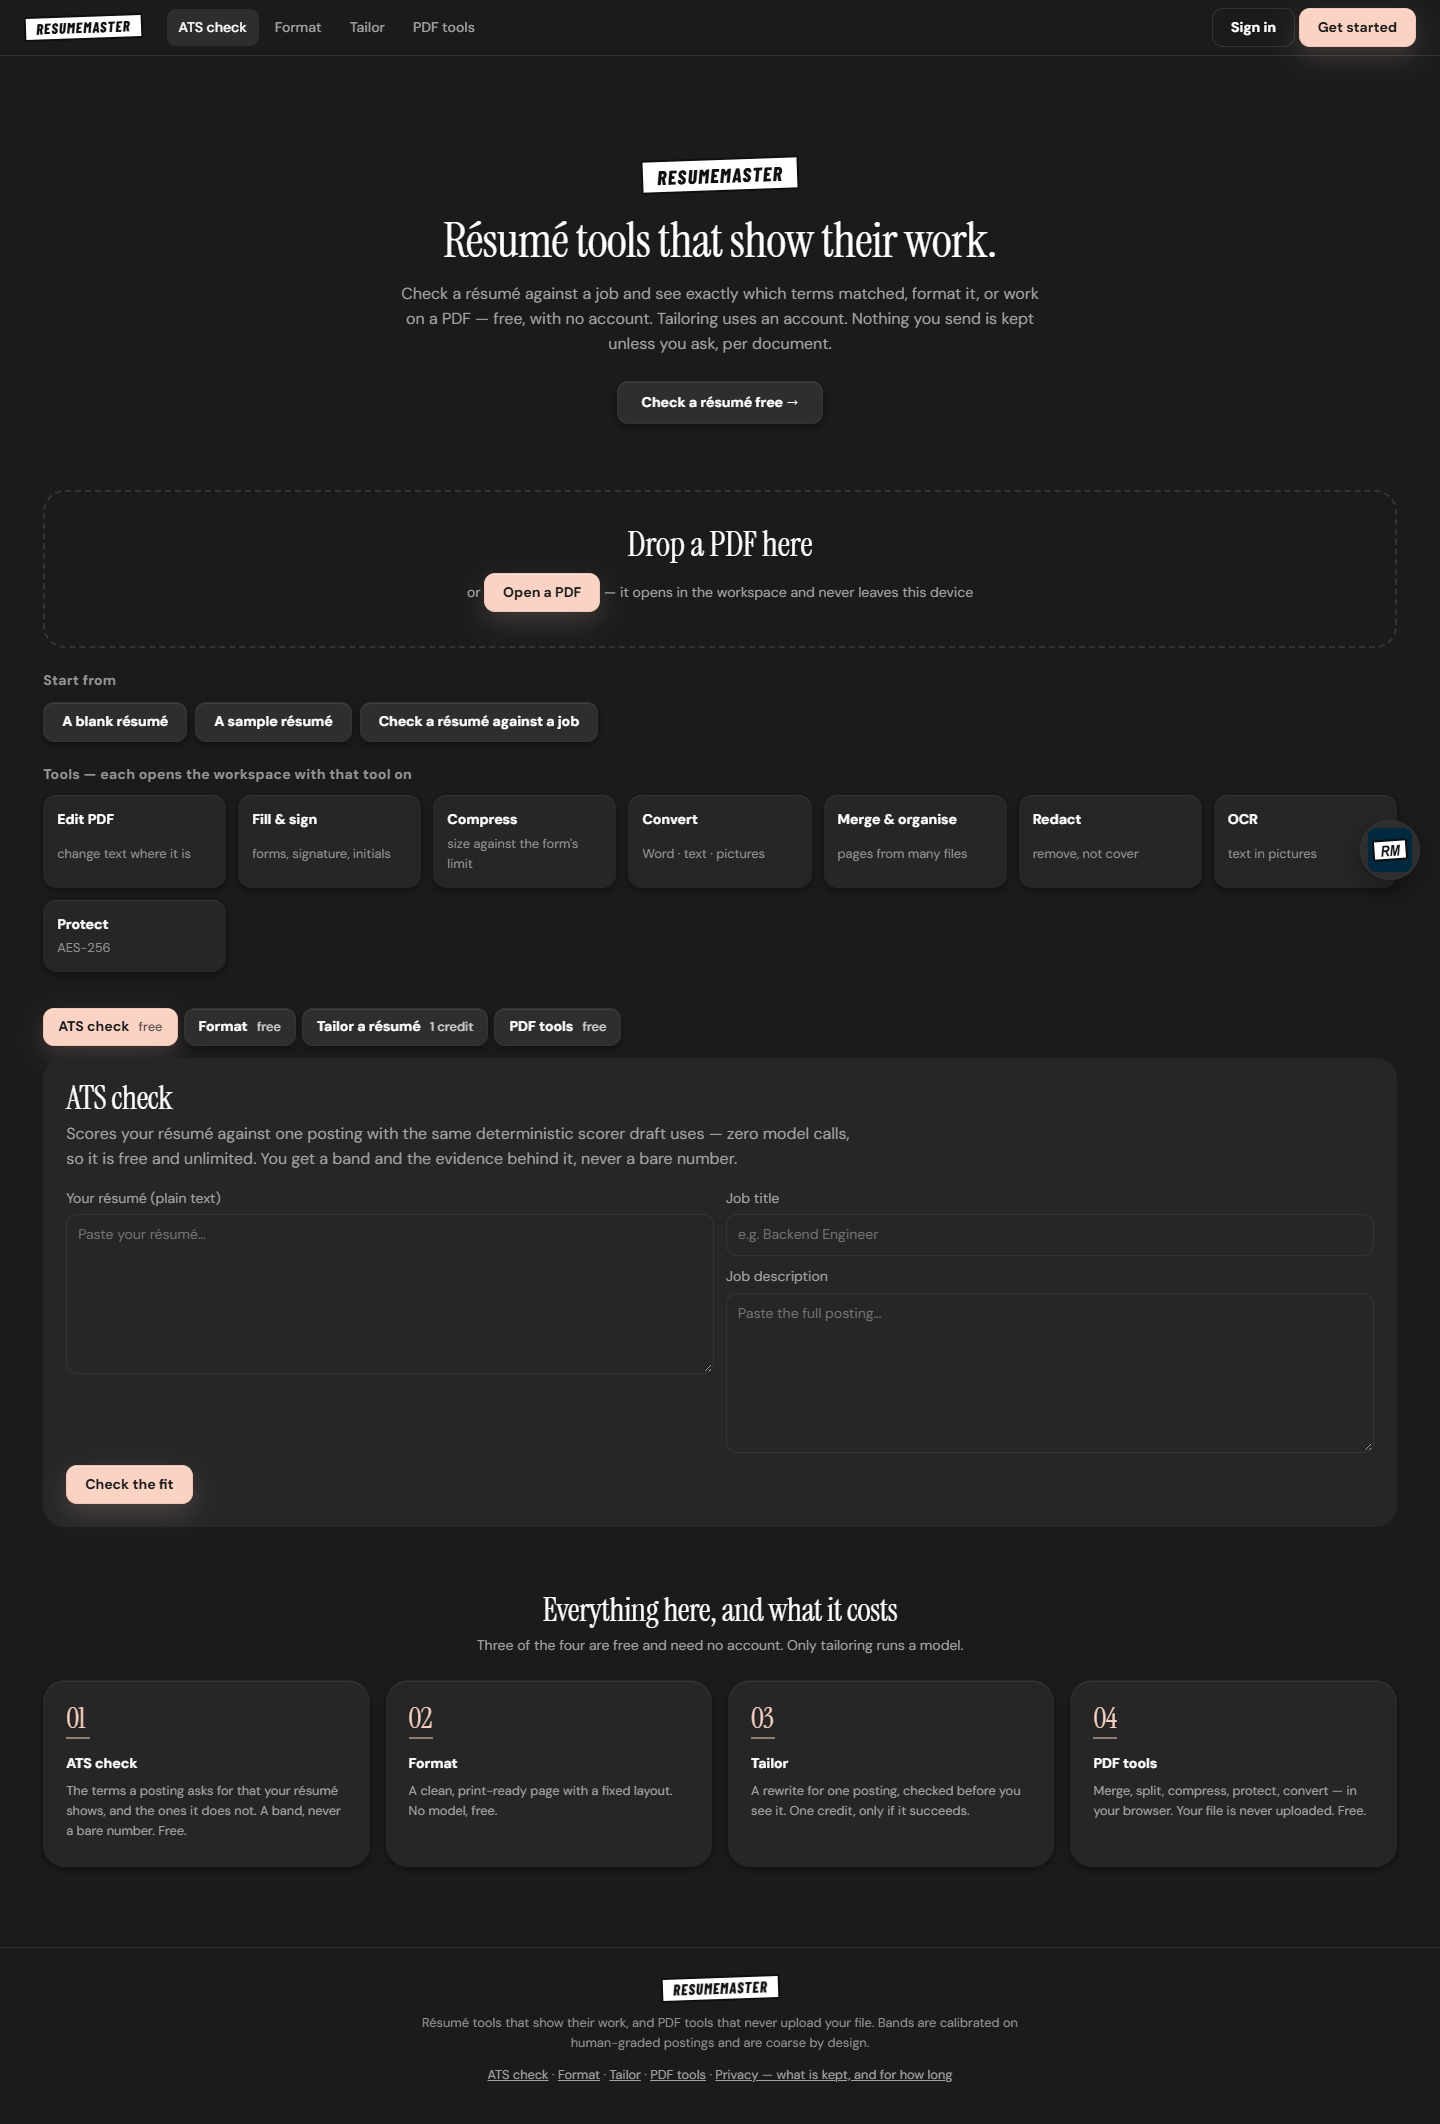 RESUMEMASTER
ATS check
Format
Tailor
PDF tools
Sign in
Get started
RESUMEMASTER
Résumé tools that show their work.
Check a résumé against a job and see exactly which terms matched, format it, or work
on a PDF — free, with no account. Tailoring uses an account. Nothing you send is kept
unless you ask, per document.
Check a résumé free →
Drop a PDF here
or Open a PDF — it opens in the workspace and never leaves this device
Start from
A blank résumé
A sample résumé
Check a résumé against a job
Tools — each opens the workspace with that tool on
Edit PDF
change text where it is
Fill & sign
forms, signature, initials
Compress
size against the form's
limit
Convert
Word · text · pictures
Merge & organise
pages from many files
Redact
remove, not cover
OCR
text in pictures
RM
Protect
AES-256
ATS check free
Format free
Tailor a résumé 1 credit
PDF tools free
ATS check
Scores your résumé against one posting with the same deterministic scorer draft uses — zero model calls,
so it is free and unlimited. You get a band and the evidence behind it, never a bare number.
Your résumé (plain text)
Paste your résumé…
Job title
e.g. Backend Engineer
Job description
Paste the full posting…
Check the fit
Everything here, and what it costs
Three of the four are free and need no account. Only tailoring runs a model.
01
ATS check
The terms a posting asks for that your résumé
shows, and the ones it does not. A band, never
a bare number. Free.
02
Format
A clean, print-ready page with a fixed layout.
No model, free.
03
Tailor
A rewrite for one posting, checked before you
see it. One credit, only if it succeeds.
04
PDF tools
Merge, split, compress, protect, convert — in
your browser. Your file is never uploaded. Free.
RESUMEMASTER
Résumé tools that show their work, and PDF tools that never upload your file. Bands are calibrated on
human-graded postings and are coarse by design.
ATS check · Format · Tailor · PDF tools · Privacy — what is kept, and for how long